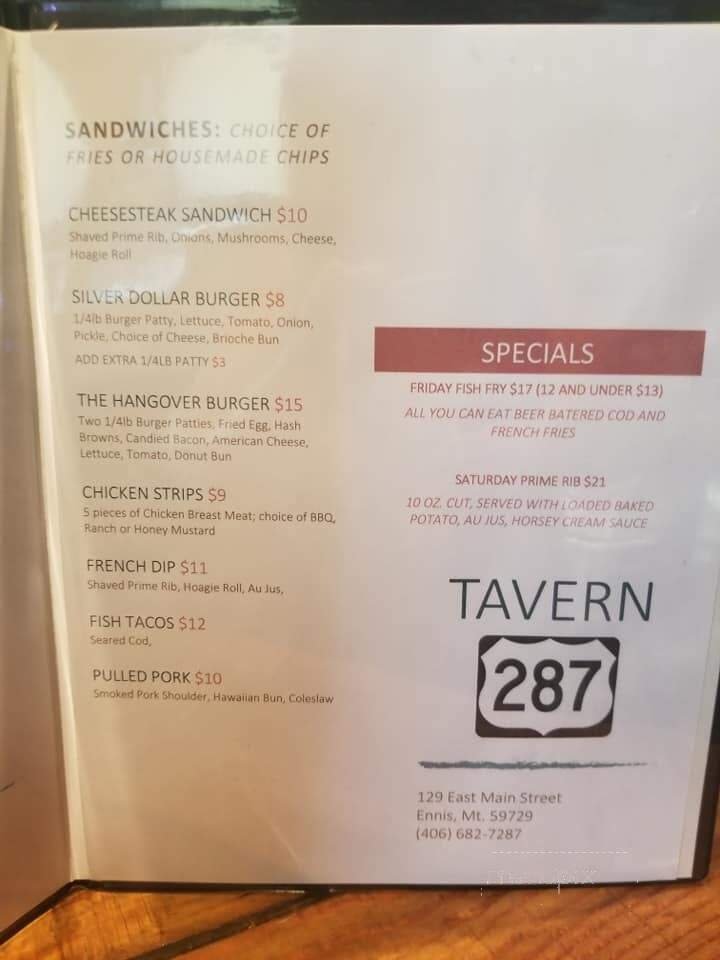 SANDWICHES: CHOICE OF
FRIES OR HOUSEMADE CHIPS
CHEESESTEAK SANDWICH $10
Shaved Prime Rib, Onions, Mushrooms, Cheese,
Hoagie Roll
SILVER DOLLAR BURGER $8
1/4lb Burger Patty, Lettuce, Tomato, Onion,
Pickle, Choice of Cheese, Brioche Bun
ADD EXTRA 1/4LB PATTY $3
THE HANGOVER BURGER $15
Two 1/4lb Burger Patties, Fried Egg, Hash
Browns, Candied Bacon, American Cheese,
Lettuce, Tomato, Donut Bun
CHICKEN STRIPS $9
5 pieces of Chicken Breast Meat; choice of BBQ,
Ranch or Honey Mustard
FRENCH DIP $11
Shaved Prime Rib, Hoagie Roll, Au Jus,
FISH TACOS $12
Seared Cod,
PULLED PORK $10
Smoked Pork Shoulder, Hawaiian Bun, Coleslaw
SPECIALS
FRIDAY FISH FRY $17 (12 AND UNDER $13)
ALL YOU CAN EAT BEER BATERED COD AND
FRENCH FRIES
SATURDAY PRIME RIB $21
10 OZ. CUT, SERVED WITH LOADED BAKED
POTATO, AU JUS, HORSEY CREAM SAUCE
TAVERN
287
129 East Main Street
Ennis, Mt. 59729
(406) 682-7287